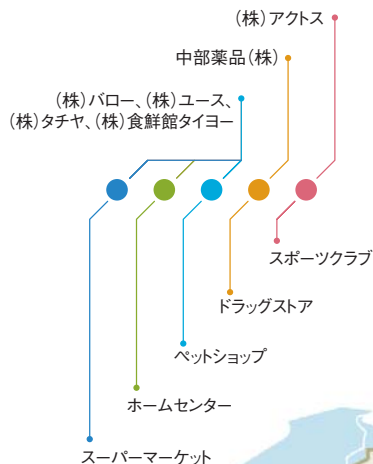 (株)アクトス
中部薬品(株)
(株)バロー、(株)ユース、
(株)タチヤ、(株)食鮮館タイヨー
スポーツクラブ
ドラッグストア
ペットショップ
ホームセンター
スーパーマーケット